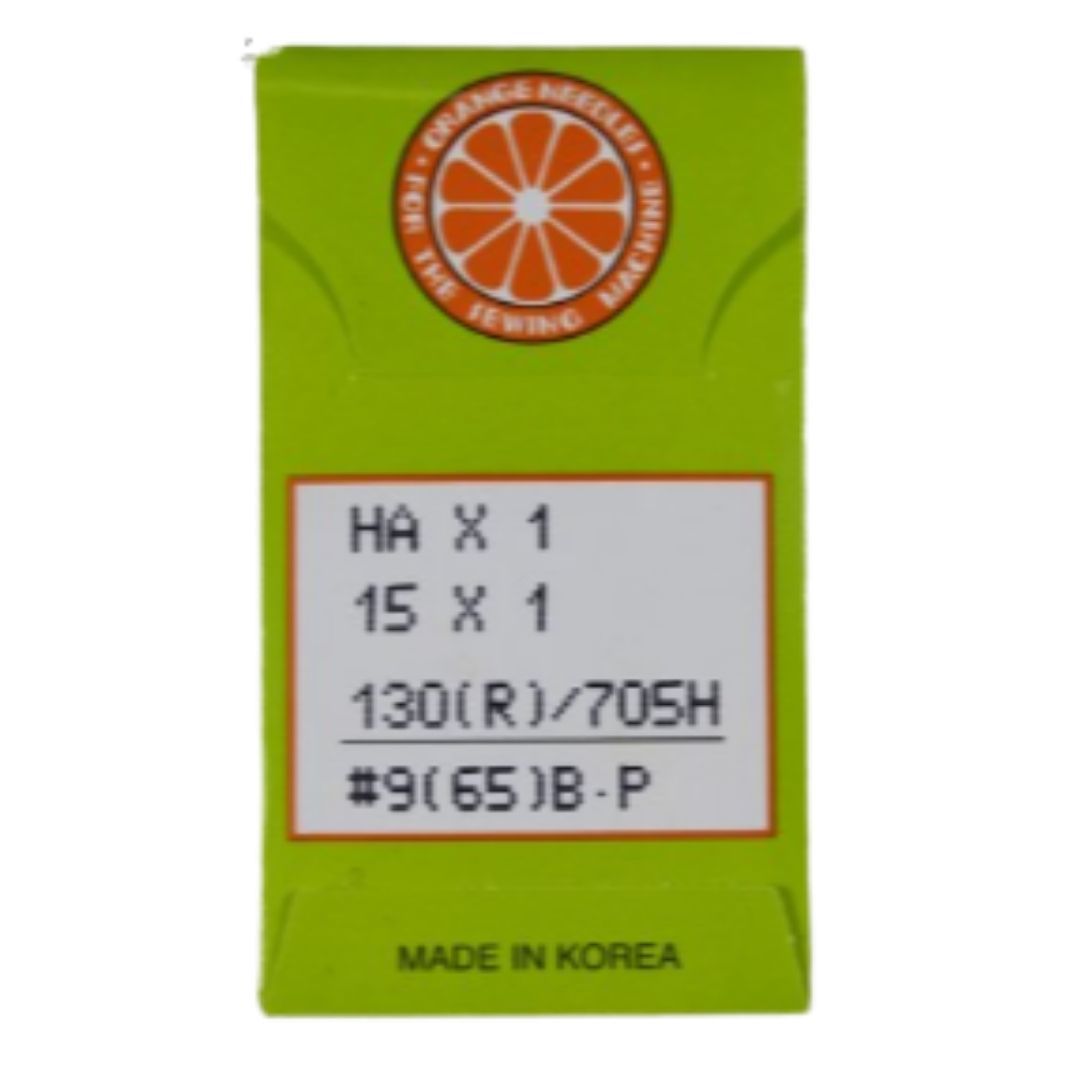 ORANGE NEEDLES • FOR THE SEWING MACHINE •
HA X 1
15 X 1
130(R)/705H
#9(65)B-P
MADE IN KOREA